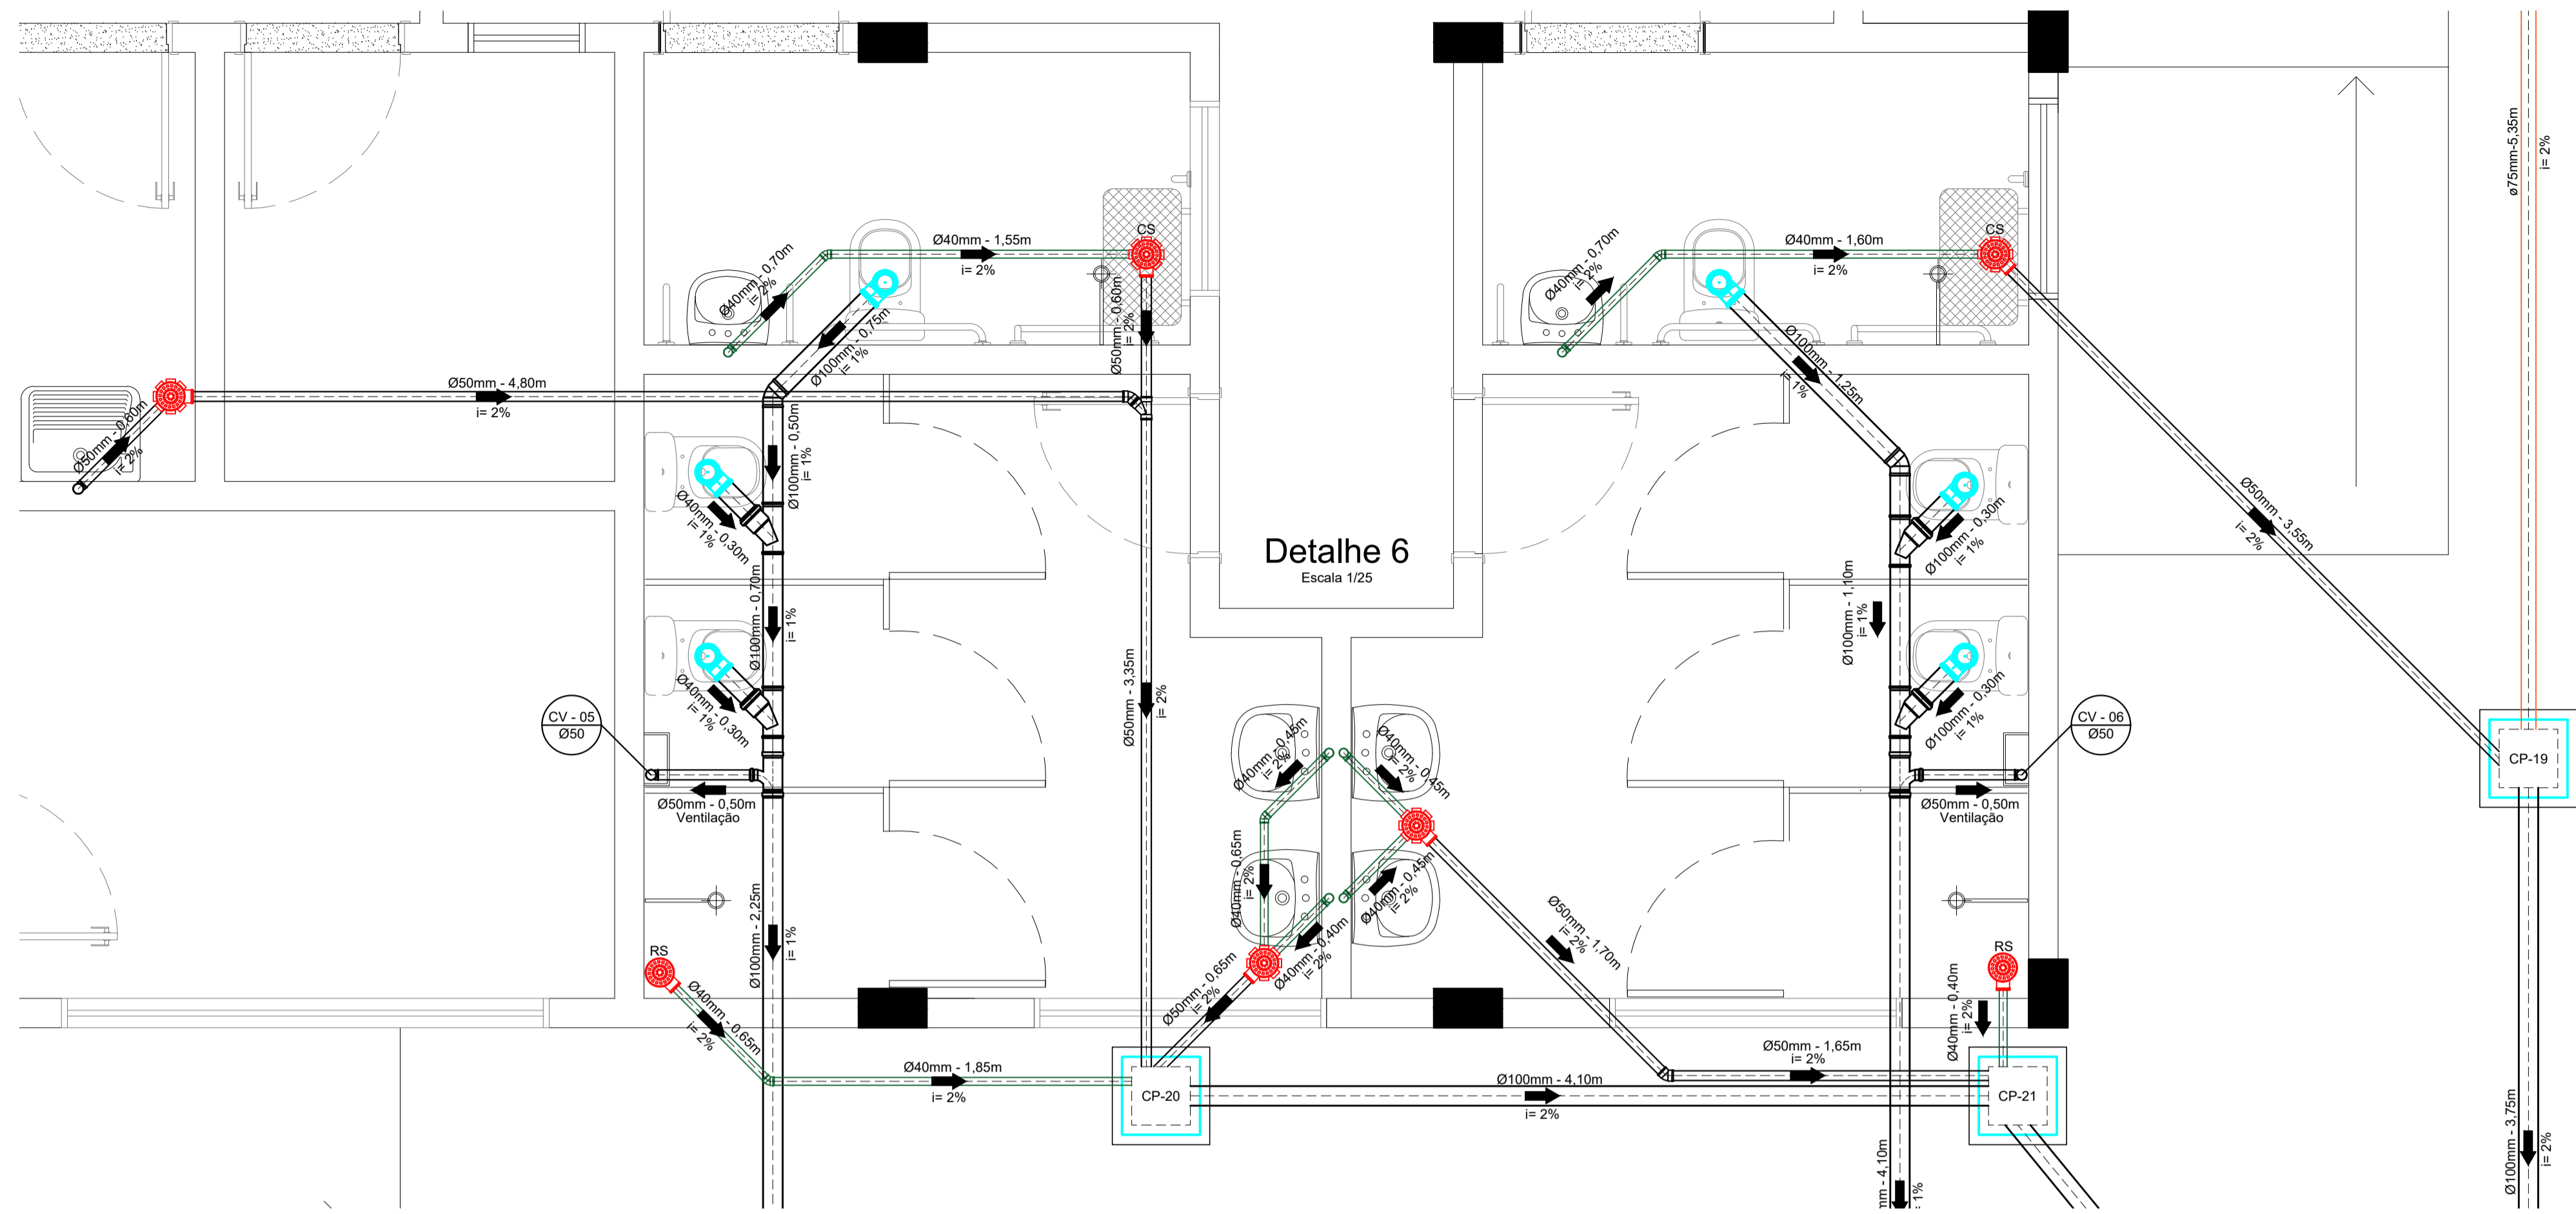 ø75mm-5,35m
i= 2%
CS
Ø40mm - 1,55m
i= 2%
Ø40mm - 0,70m
i= 2%
Ø50mm - 0,60m
i= 2%
Ø100mm - 0,75m
i= 1%
CS
Ø40mm - 1,60m
i= 2%
Ø40mm - 0,70m
i= 2%
Ø100mm - 1,25m
i= 1%
Ø50mm - 4,80m
i= 2%
Ø50mm - 0,60m
i= 2%
Ø100mm - 0,50m
i= 1%
Ø40mm - 0,30m
i= 1%
Ø100mm - 0,70m
i= 1%
Ø40mm - 0,30m
i= 1%
Detalhe 6
Escala 1/25
Ø100mm - 0,30m
i= 1%
Ø100mm - 1,10m
i= 1%
Ø100mm - 0,30m
i= 1%
Ø50mm - 3,55m
i= 2%
CV - 05
Ø50
Ø50mm - 0,50m
Ventilação
Ø50mm - 3,35m
i= 2%
Ø40mm - 0,45m
i= 2%
Ø40mm - 0,45m
i= 2%
CV - 06
Ø50
Ø50mm - 0,50m
Ventilação
CP-19
Ø40mm - 0,65m
i= 2%
Ø40mm - 0,45m
i= 2%
Ø100mm - 2,25m
i= 1%
RS
Ø40mm - 0,65m
i= 2%
Ø50mm - 0,65m
i= 2%
Ø40mm - 0,40m
i= 2%
Ø50mm - 1,70m
i= 2%
RS
Ø40mm - 0,40m
i= 2%
Ø40mm - 1,85m
i= 2%
Ø50mm - 1,65m
i= 2%
CP-20
Ø100mm - 4,10m
i= 2%
CP-21
mm - 4,10m
i= 1%
Ø100mm - 3,75m
i= 2%